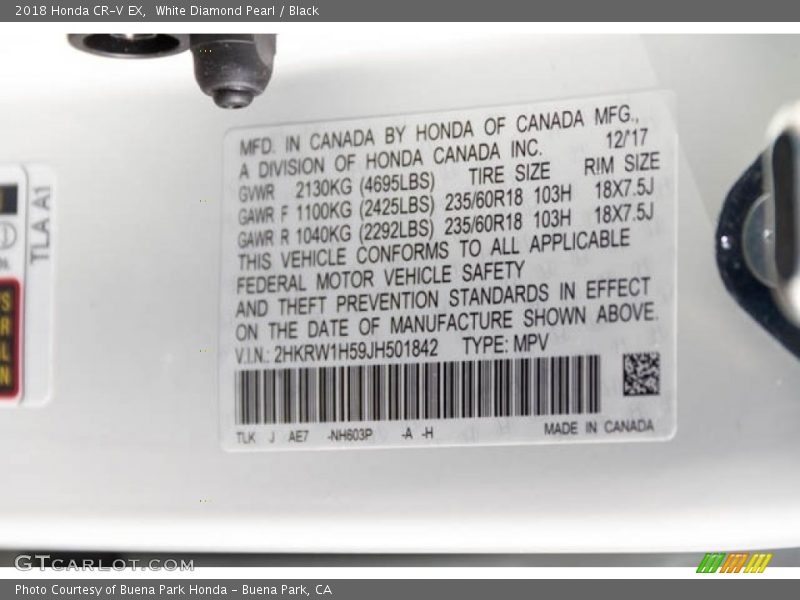 2018 Honda CR-V EX, White Diamond Pearl / Black
MFD. IN CANADA BY HONDA OF CANADA MFG.,
A DIVISION OF HONDA CANADA INC. 12/17
GVWR 2130KG (4695LBS) TIRE SIZE RIM SIZE
GAWR F 1100KG (2425LBS) 235/60R18 103H 18X7.5J
GAWR R 1040KG (2292LBS) 235/60R18 103H 18X7.5J
THIS VEHICLE CONFORMS TO ALL APPLICABLE
FEDERAL MOTOR VEHICLE SAFETY
AND THEFT PREVENTION STANDARDS IN EFFECT
ON THE DATE OF MANUFACTURE SHOWN ABOVE.
V.I.N.: 2HKRW1H59JH501842 TYPE: MPV
TLK J AE7 -NH603P -A -H MADE IN CANADA
TLA A1
GTCARLOT.COM
Photo Courtesy of Buena Park Honda - Buena Park, CA